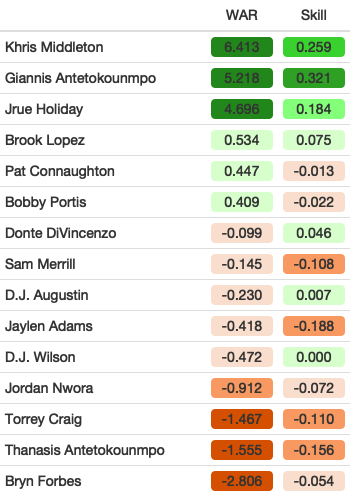 WAR Skill
Khris Middleton 6.413 0.259
Giannis Antetokounmpo 5.218 0.321
Jrue Holiday 4.696 0.184
Brook Lopez 0.534 0.075
Pat Connaughton 0.447 -0.013
Bobby Portis 0.409 -0.022
Donte DiVincenzo -0.099 0.046
Sam Merrill -0.145 -0.108
D.J. Augustin -0.230 0.007
Jaylen Adams -0.418 -0.188
D.J. Wilson -0.472 0.000
Jordan Nwora -0.912 -0.072
Torrey Craig -1.467 -0.110
Thanasis Antetokounmpo -1.555 -0.156
Bryn Forbes -2.806 -0.054